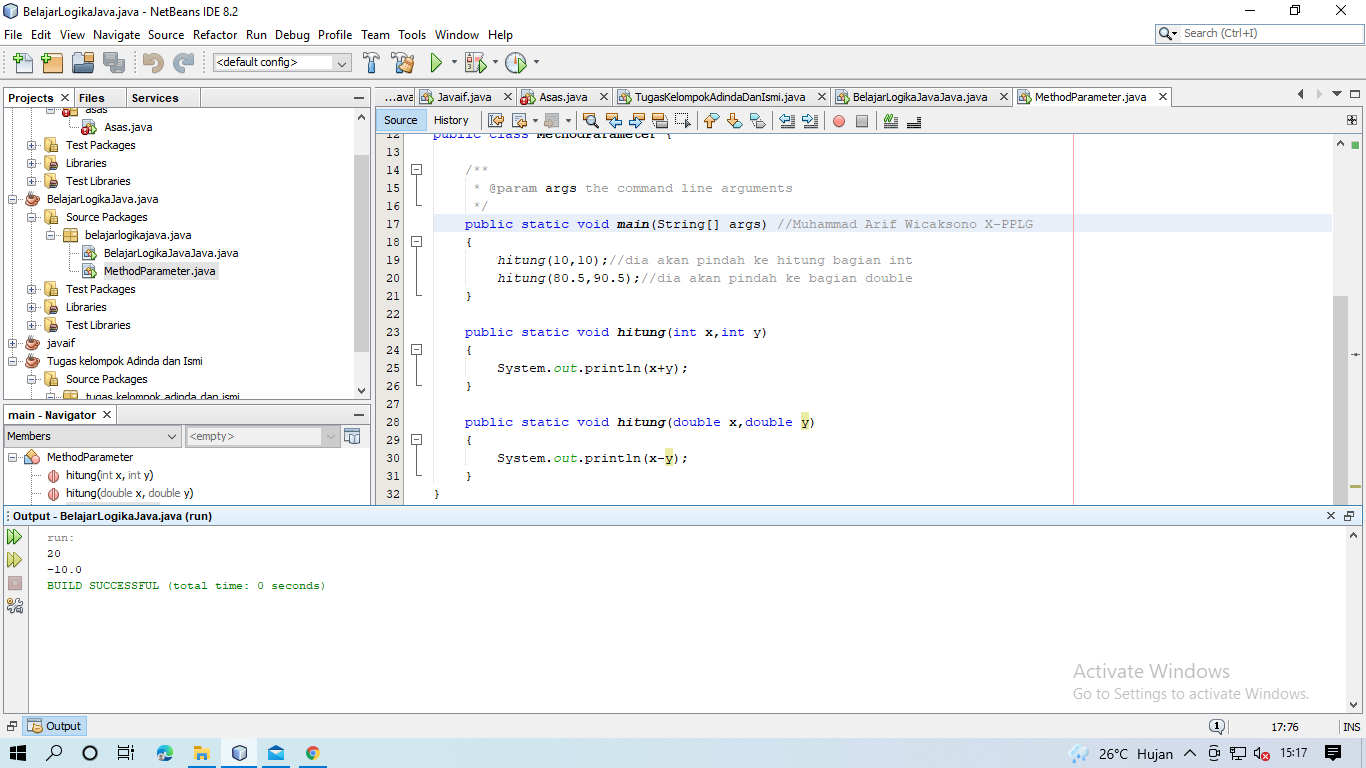 BelajarLogikaJava.java - NetBeans IDE 8.2
File Edit View Navigate Source Refactor Run Debug Profile Team Tools Window Help
Search (Ctrl+I)
<default config>
Projects Files Services
asas
Asas.java
Test Packages
Libraries
Test Libraries
BelajarLogikaJava.java
Source Packages
belajarlogikajava.java
BelajarLogikaJavaJava.java
MethodParameter.java
Test Packages
Libraries
Test Libraries
javaif
Tugas kelompok Adinda dan Ismi
Source Packages
tugas kelompok adinda dan ismi
main - Navigator
Members <empty>
MethodParameter
hitung(int x, int y)
hitung(double x, double y)
...ava Javaif.java Asas.java TugasKelompokAdindaDanIsmi.java BelajarLogikaJavaJava.java MethodParameter.java
Source History
12 public class MethodParameter {
13
14 /**
15 * @param args the command line arguments
16 */
17 public static void main(String[] args) //Muhammad Arif Wicaksono X-PPLG
18 {
19 hitung(10,10);//dia akan pindah ke hitung bagian int
20 hitung(80.5,90.5);//dia akan pindah ke bagian double
21 }
22
23 public static void hitung(int x,int y)
24 {
25 System.out.println(x+y);
26 }
27
28 public static void hitung(double x,double y)
29 {
30 System.out.println(x-y);
31 }
32 }
Output - BelajarLogikaJava.java (run)
run:
20
-10.0
BUILD SUCCESSFUL (total time: 0 seconds)
Activate Windows
Go to Settings to activate Windows.
Output
1
17:76 INS
26°C Hujan 15:17